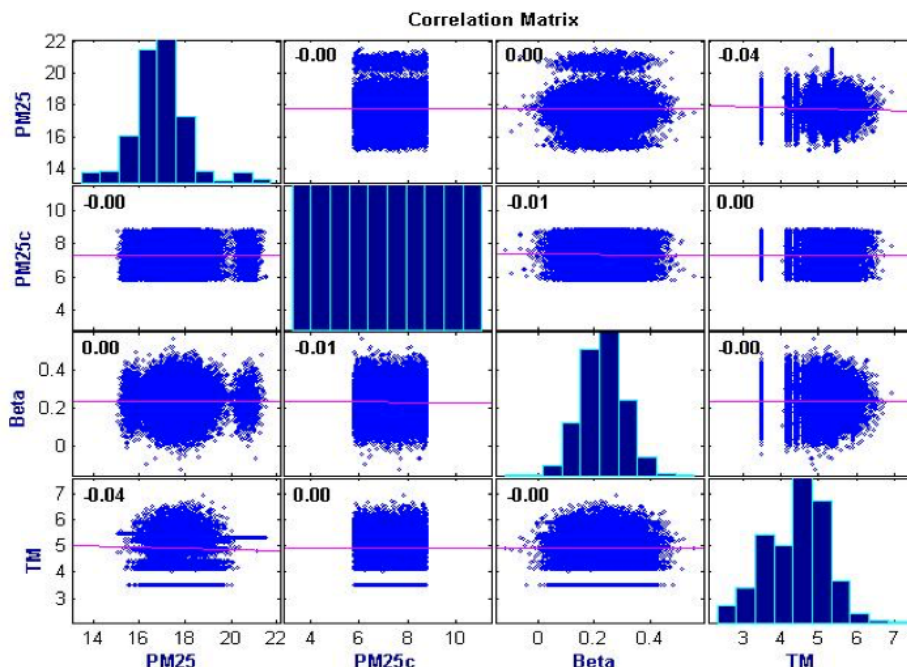 Correlation Matrix
22
20
18
16
14
PM25
-0.00
0.00
-0.04
10
8
6
4
PM25c
-0.00
-0.01
0.00
0.4
0.2
0
Beta
0.00
-0.01
-0.00
7
6
5
4
3
TM
-0.04
0.00
-0.00
14 16 18 20 22
4 6 8 10
0 0.2 0.4
3 4 5 6 7
PM25 PM25c Beta TM